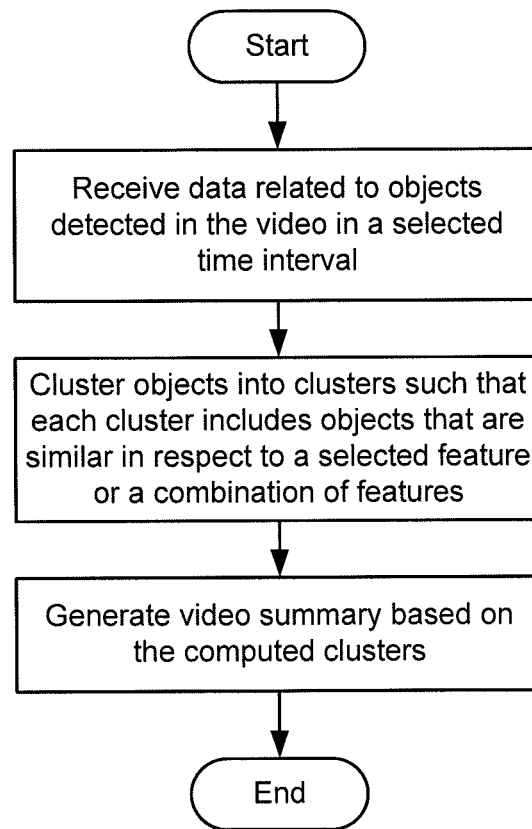 Start
Receive data related to objects
detected in the video in a selected
time interval
Cluster objects into clusters such that
each cluster includes objects that are
similar in respect to a selected feature
or a combination of features
Generate video summary based on
the computed clusters
End